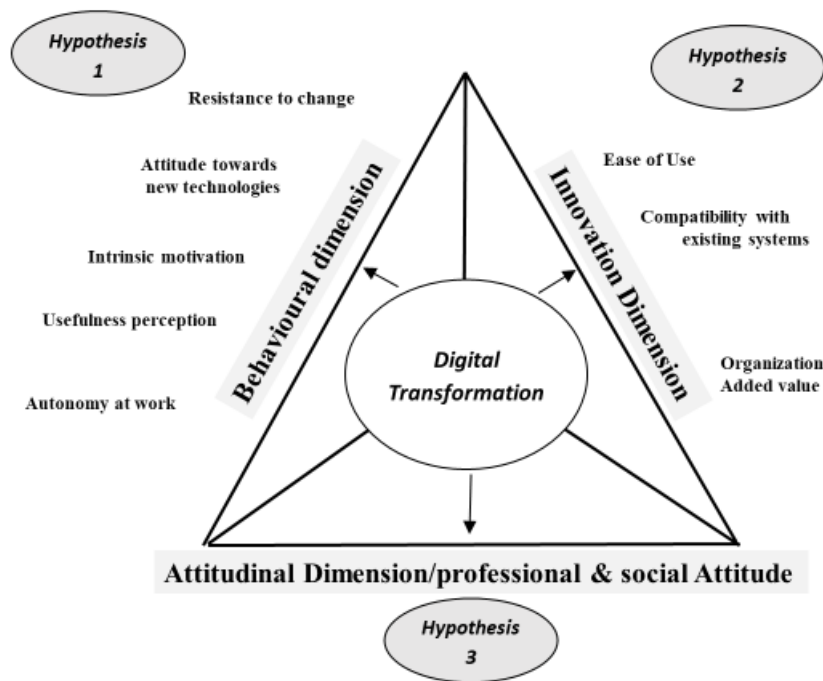 Hypothesis
1
Hypothesis
2
Resistance to change
Attitude towards
new technologies
Intrinsic motivation
Usefulness perception
Autonomy at work
Behavioural dimension
Digital
Transformation
Innovation Dimension
Ease of Use
Compatibility with
existing systems
Organization
Added value
Attitudinal Dimension/professional & social Attitude
Hypothesis
3